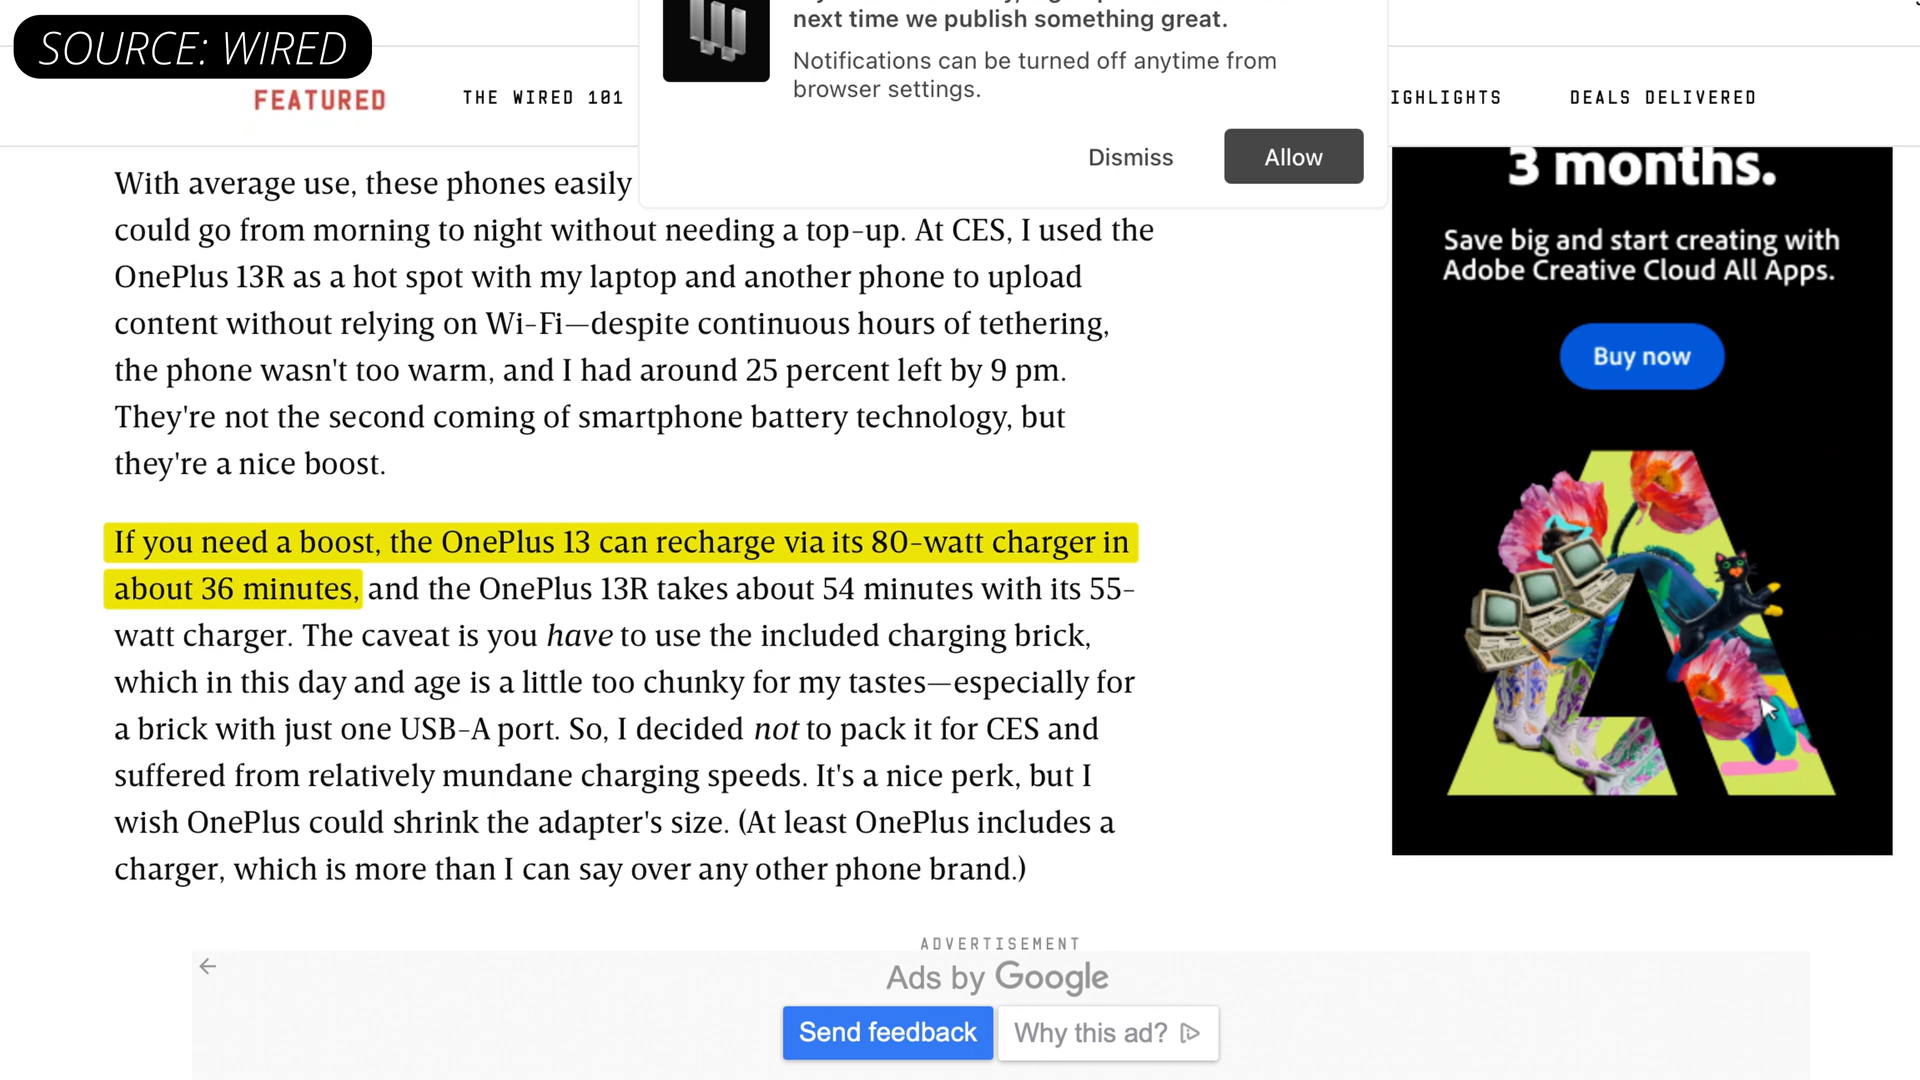 SOURCE: WIRED
next time we publish something great.
Notifications can be turned off anytime from
browser settings.
Dismiss
Allow
FEATURED
THE WIRED 101
IGHLIGHTS
DEALS DELIVERED
With average use, these phones easily
could go from morning to night without needing a top-up. At CES, I used the
OnePlus 13R as a hot spot with my laptop and another phone to upload
content without relying on Wi-Fi—despite continuous hours of tethering,
the phone wasn't too warm, and I had around 25 percent left by 9 pm.
They're not the second coming of smartphone battery technology, but
they're a nice boost.
If you need a boost, the OnePlus 13 can recharge via its 80-watt charger in
about 36 minutes, and the OnePlus 13R takes about 54 minutes with its 55-
watt charger. The caveat is you have to use the included charging brick,
which in this day and age is a little too chunky for my tastes—especially for
a brick with just one USB-A port. So, I decided not to pack it for CES and
suffered from relatively mundane charging speeds. It's a nice perk, but I
wish OnePlus could shrink the adapter's size. (At least OnePlus includes a
charger, which is more than I can say over any other phone brand.)
3 months.
Save big and start creating with
Adobe Creative Cloud All Apps.
Buy now
ADVERTISEMENT
Ads by Google
Send feedback
Why this ad?